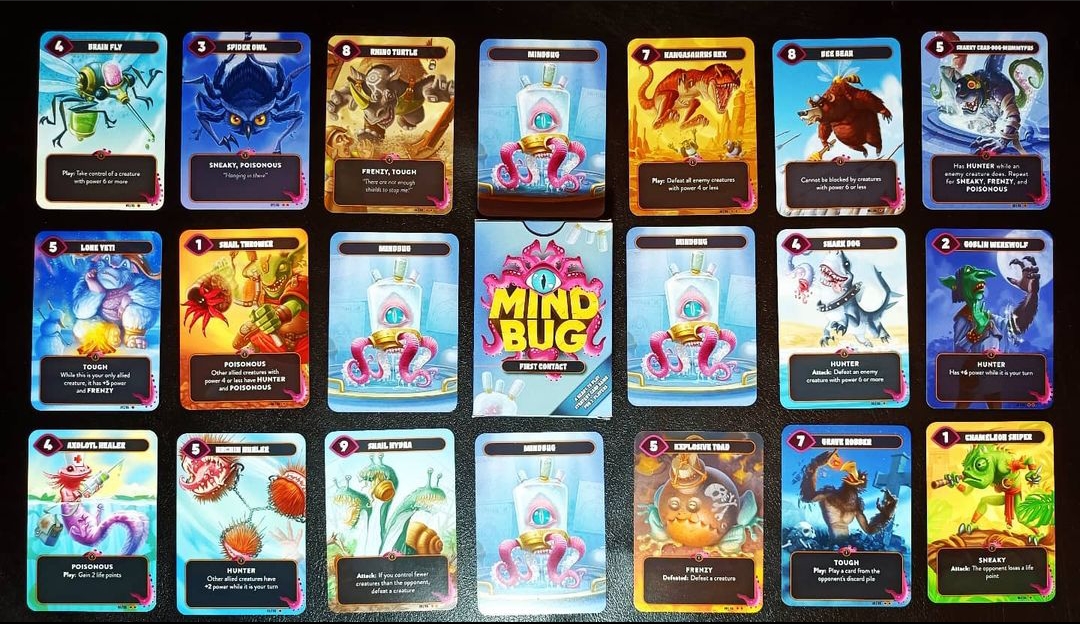 4 BRAIN FLY
Play: Take control of a creature
with power 6 or more
3 SPIDER OWL
SNEAKY, POISONOUS
"Hanging in there"
8 RHINO TURTLE
FRENZY, TOUGH
"There are not enough
shields to stop me!"
MINDBUG
7 KANGASAURUS REX
Play: Defeat all enemy creatures
with power 4 or less
8 BEE BEAR
Cannot be blocked by creatures
with power 6 or less
5 SHARKY CRAB-DOG-MUMMYPUS
Has HUNTER while an
enemy creature does. Repeat
for SNEAKY, FRENZY, and
POISONOUS
5 LONE YETI
TOUGH
While this is your only allied
creature, it has +5 power
and FRENZY
1 SNAIL THROWER
POISONOUS
Other allied creatures with
power 4 or less have HUNTER
and POISONOUS
MINDBUG
MIND
BUG
FIRST CONTACT
MINDBUG
4 SHARK DOG
HUNTER
Attack: Defeat an enemy
creature with power 6 or more
2 GOBLIN WEREWOLF
HUNTER
Has +6 power while it is your turn
4 AXOLOTL HEALER
POISONOUS
Play: Gain 2 life points
5 URCHIN HURLER
HUNTER
Other allied creatures have
+2 power while it is your turn
9 SNAIL HYDRA
Attack: If you control fewer
creatures than the opponent,
defeat a creature
MINDBUG
5 EXPLOSIVE TOAD
FRENZY
Defeated: Defeat a creature
7 GRAVE ROBBER
TOUGH
Play: Play a card from the
opponent's discard pile
1 CHAMELEON SNIPER
SNEAKY
Attack: The opponent loses a life
point